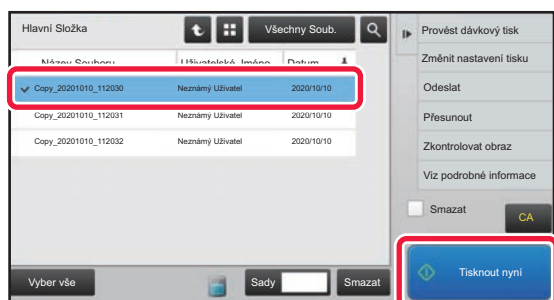 Hlavní Složka
Všechny Soub.
Název Souboru Uživatelské Jméno Datum
Copy_20201010_112030 Neznámý Uživatel 2020/10/10
Copy_20201010_112031 Neznámý Uživatel 2020/10/10
Copy_20201010_112032 Neznámý Uživatel 2020/10/10
Provést dávkový tisk
Změnit nastavení tisku
Odeslat
Přesunout
Zkontrolovat obraz
Viz podrobné informace
Smazat
CA
Vyber vše
Sady
Smazat
Tisknout nyní